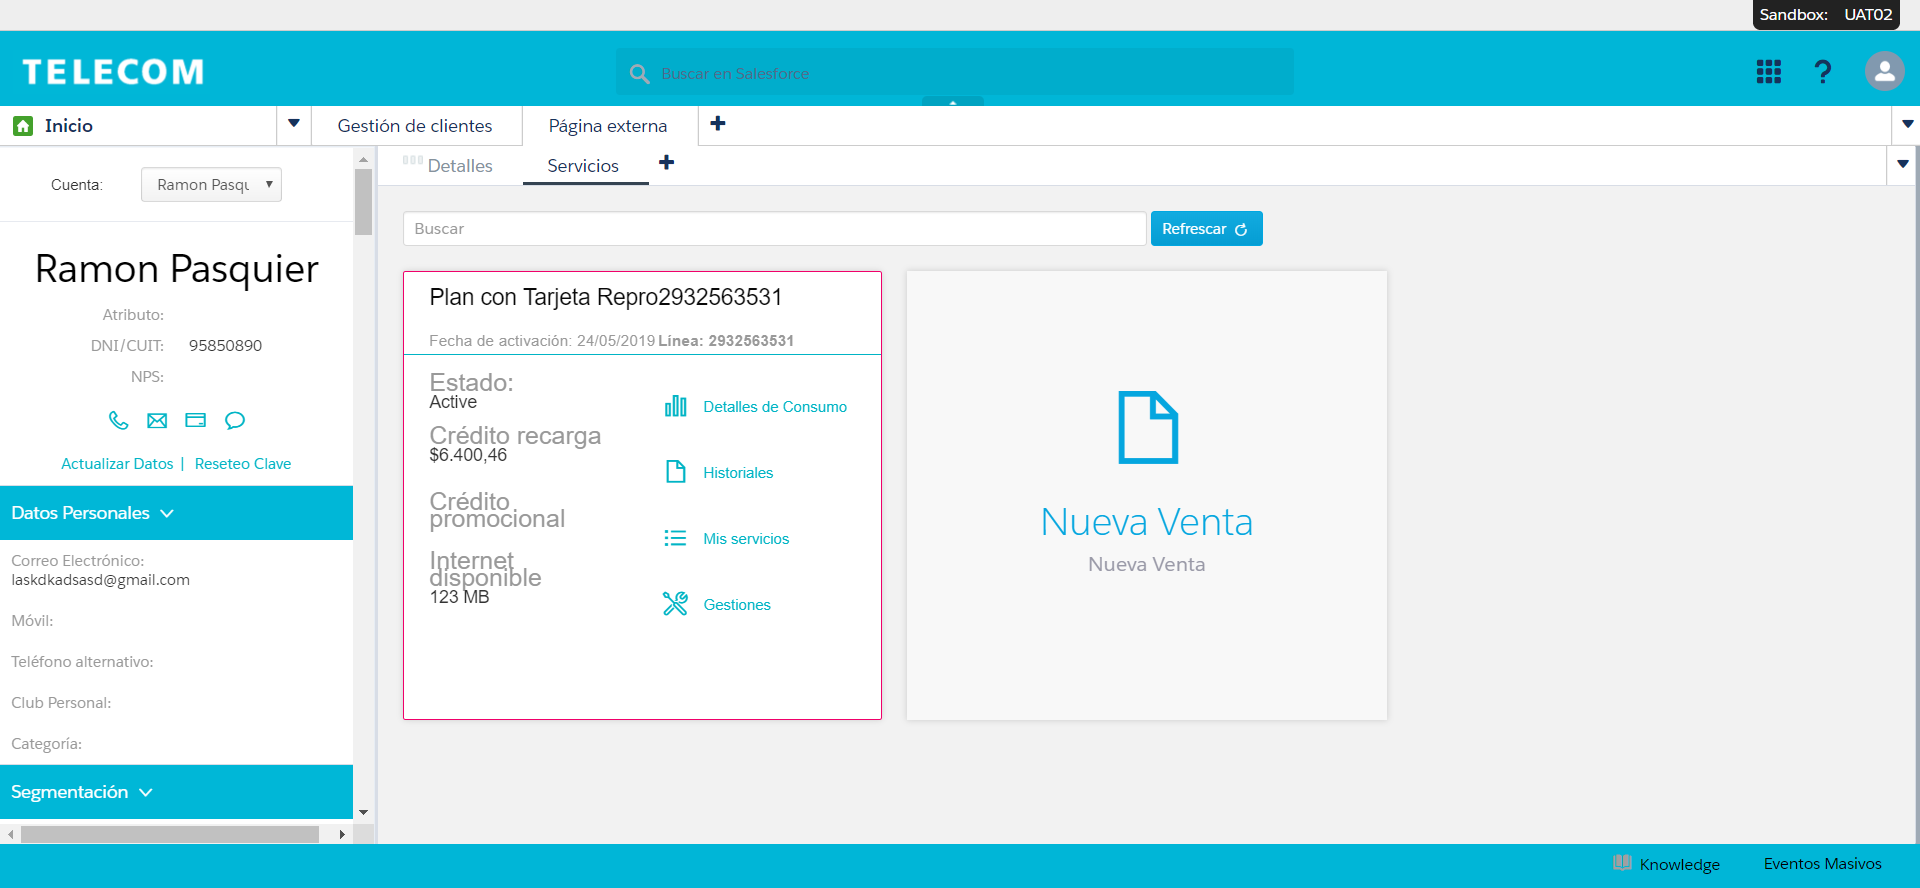 Sandbox: UAT02
TELECOM
Buscar en Salesforce
Inicio
Gestión de clientes
Página externa
Detalles
Servicios
Cuenta:
Ramon Pasqu
Buscar
Refrescar
Ramon Pasquier
Atributo:
DNI/CUIT: 95850890
NPS:
Actualizar Datos | Reseteo Clave
Datos Personales
Correo Electrónico:
laskdkadsasd@gmail.com
Móvil:
Teléfono alternativo:
Club Personal:
Categoría:
Segmentación
Plan con Tarjeta Repro2932563531
Fecha de activación: 24/05/2019 Línea: 2932563531
Estado:
Active
Crédito recarga
$6.400,46
Crédito
promocional
Internet
disponible
123 MB
Detalles de Consumo
Historiales
Mis servicios
Gestiones
Nueva Venta
Nueva Venta
Knowledge
Eventos Masivos